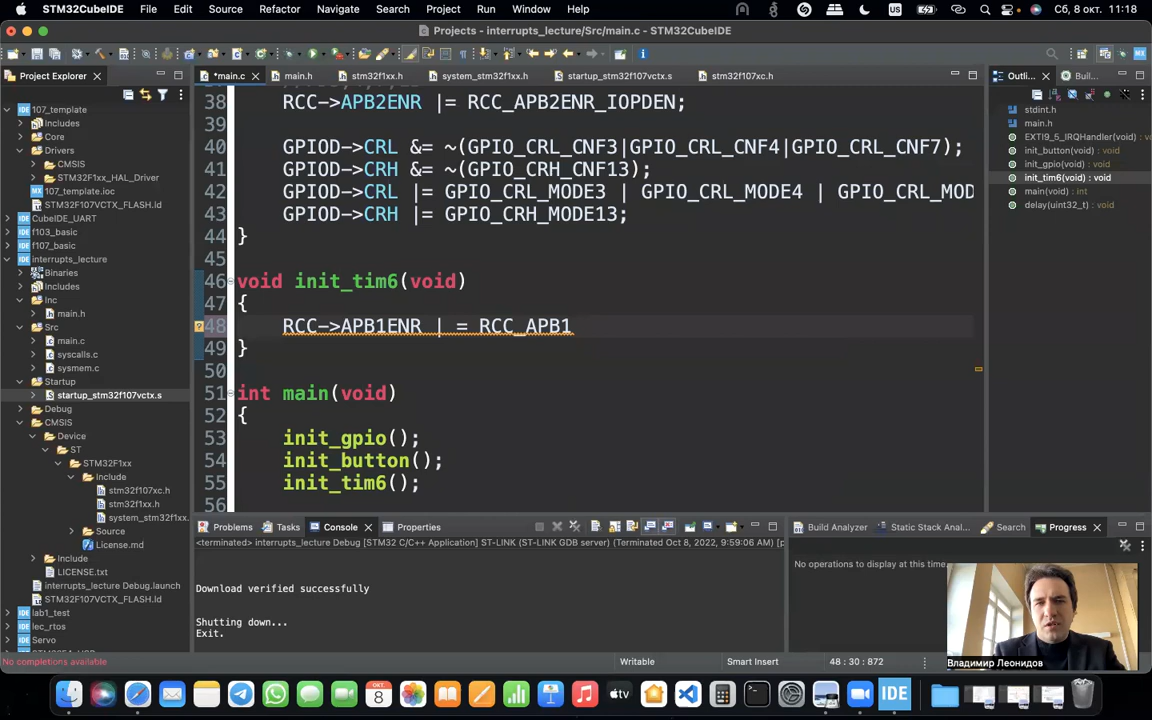 STM32CubeIDE File Edit Source Refactor Navigate Search Project Run Window Help US Сб, 8 окт. 11:18
Projects - interrupts_lecture/Src/main.c - STM32CubeIDE
Project Explorer
*main.c main.h stm32f1xx.h system_stm32f1xx.h startup_stm32f107vctx.s stm32f107xc.h
Outli... Buil...
107_template
Includes
Core
Drivers
CMSIS
STM32F1xx_HAL_Driver
107_template.ioc
STM32F107VCTX_FLASH.ld
CubeIDE_UART
f103_basic
f107_basic
interrupts_lecture
Binaries
Includes
Inc
main.h
Src
main.c
syscalls.c
sysmem.c
Startup
startup_stm32f107vctx.s
Debug
CMSIS
Device
ST
STM32F1xx
Include
stm32f107xc.h
stm32f1xx.h
system_stm32f1xx.
Source
License.md
Include
LICENSE.txt
interrupts_lecture Debug.launch
STM32F107VCTX_FLASH.ld
lab1_test
lec_rtos
Servo
38 RCC->APB2ENR |= RCC_APB2ENR_IOPDEN;
39
40 GPIOD->CRL &= ~(GPIO_CRL_CNF3|GPIO_CRL_CNF4|GPIO_CRL_CNF7);
41 GPIOD->CRH &= ~(GPIO_CRH_CNF13);
42 GPIOD->CRL |= GPIO_CRL_MODE3 | GPIO_CRL_MODE4 | GPIO_CRL_MOD
43 GPIOD->CRH |= GPIO_CRH_MODE13;
44 }
45
46 void init_tim6(void)
47 {
48 RCC->APB1ENR | = RCC_APB1
49 }
50
51 int main(void)
52 {
53 init_gpio();
54 init_button();
55 init_tim6();
56
stdint.h
main.h
EXTI9_5_IRQHandler(void) : void
init_button(void) : void
init_gpio(void) : void
init_tim6(void) : void
main(void) : int
delay(uint32_t) : void
Problems Tasks Console Properties
<terminated> interrupts_lecture Debug [STM32 C/C++ Application] ST-LINK (ST-LINK GDB server) (Terminated Oct 8, 2022, 9:59:06 AM) [p
Download verified successfully
Shutting down...
Exit.
Build Analyzer Static Stack Anal... Search Progress
No operations to display at this time.
Владимир Леонидов
No completions available Writable Smart Insert 48 : 30 : 872
ОКТ.
8
tv
IDE